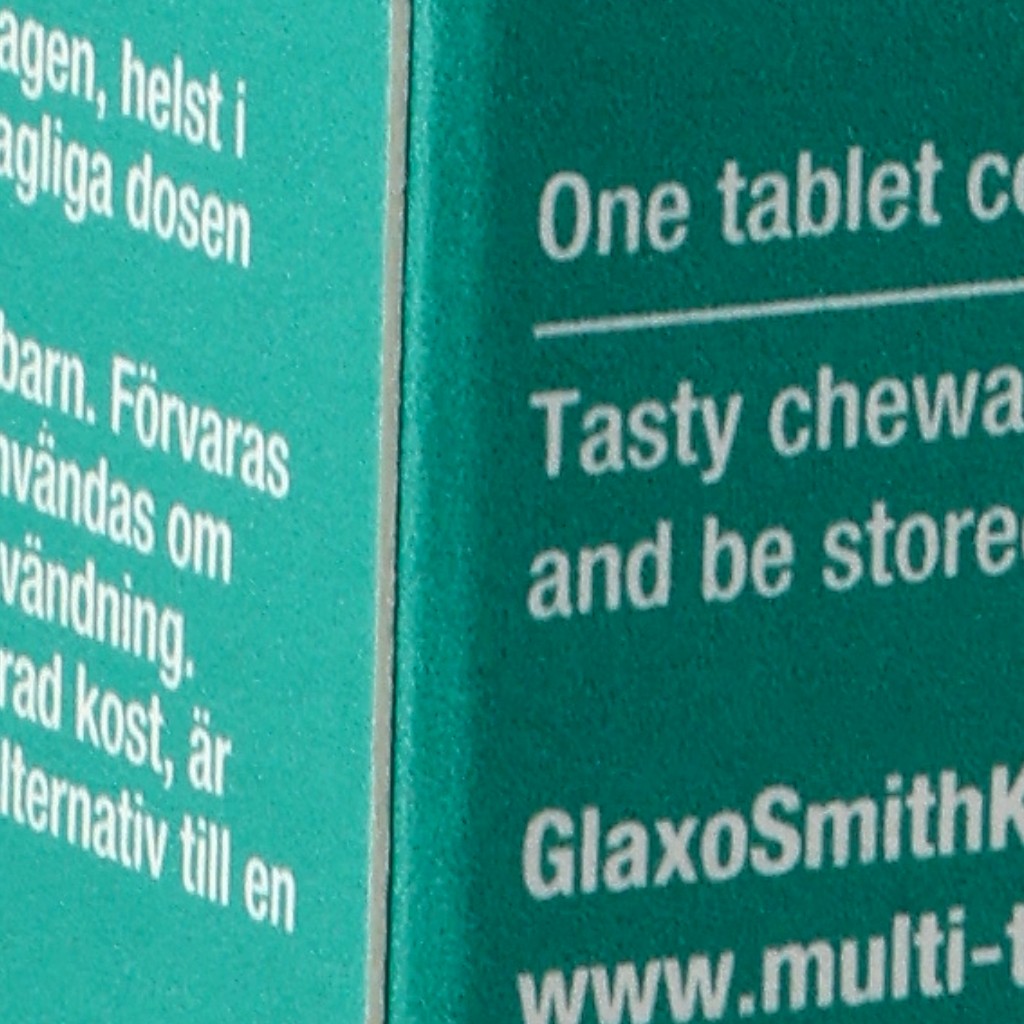 agen, helst i
agliga dosen
barn. Förvaras
nvändas om
vändning.
rad kost, är
lternativ till en
One tablet co
Tasty chewa
and be store
GlaxoSmithK
www.multi-t